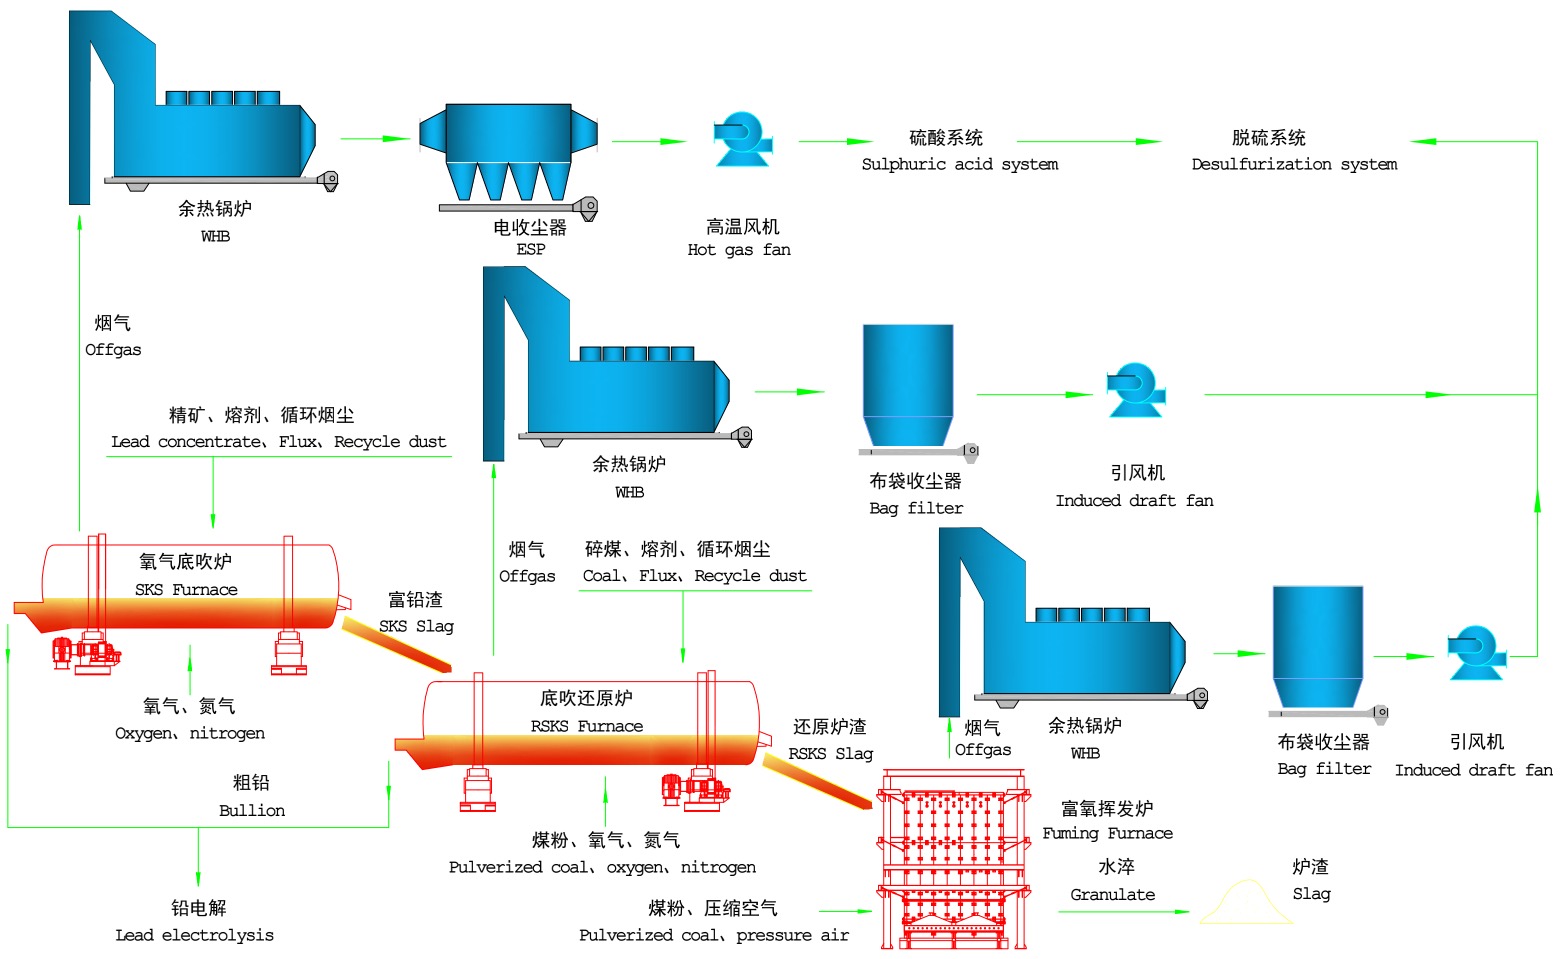 硫酸系统
Sulphuric acid system
脱硫系统
Desulfurization system
余热锅炉
WHB
电收尘器
ESP
高温风机
Hot gas fan
烟气
Offgas
精矿、熔剂、循环烟尘
Lead concentrate、Flux、Recycle dust
余热锅炉
WHB
布袋收尘器
Bag filter
引风机
Induced draft fan
氧气底吹炉
SKS Furnace
烟气
Offgas
碎煤、熔剂、循环烟尘
Coal、Flux、Recycle dust
富铅渣
SKS Slag
氧气、氮气
Oxygen、nitrogen
底吹还原炉
RSKS Furnace
还原炉渣
RSKS Slag
烟气
Offgas
余热锅炉
WHB
布袋收尘器
Bag filter
引风机
Induced draft fan
粗铅
Bullion
煤粉、氧气、氮气
Pulverized coal、oxygen、nitrogen
富氧挥发炉
Fuming Furnace
水淬
Granulate
炉渣
Slag
铅电解
Lead electrolysis
煤粉、压缩空气
Pulverized coal、pressure air